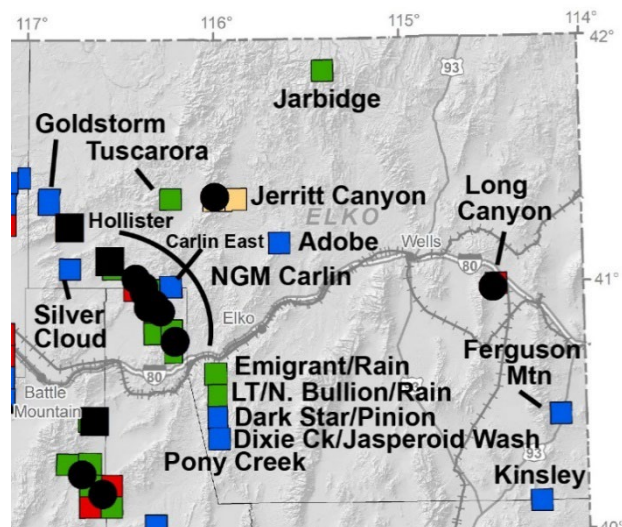 117°
116°
115°
114°
42°
93
Jarbidge
Goldstorm
Tuscarora
Jerritt Canyon
Long
Canyon
ELKO
Hollister
Carlin East
Adobe
Wells
80
NGM Carlin
41°
Silver
Cloud
Elko
Ferguson
Mtn
80
Emigrant/Rain
LT/N. Bullion/Rain
Battle
Mountain
Dark Star/Pinion
Dixie Ck/Jasperoid Wash
93
Pony Creek
Kinsley
40°